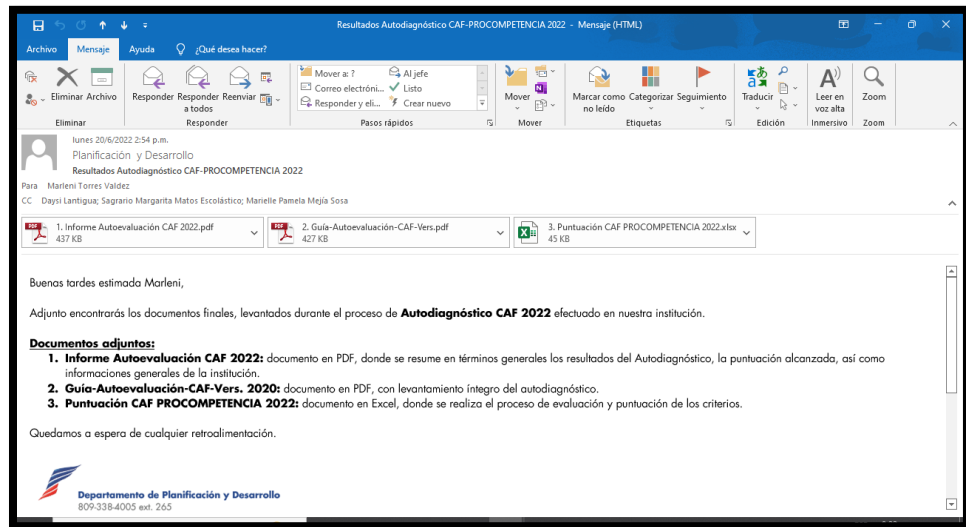 Resultados Autodiagnóstico CAF-PROCOMPETENCIA 2022 - Mensaje (HTML)
Archivo Mensaje Ayuda ¿Qué desea hacer?
Eliminar Archivo
Responder Responder a todos Reenviar
Mover a: ? Al jefe
Correo electróni... Listo
Responder y eli... Crear nuevo
Mover
Marcar como no leído Categorizar Seguimiento
Traducir
Leer en voz alta
Zoom
Eliminar Responder Pasos rápidos Mover Etiquetas Edición Inmersivo Zoom
lunes 20/6/2022 2:54 p.m.
Planificación y Desarrollo
Resultados Autodiagnóstico CAF-PROCOMPETENCIA 2022
Para Marleni Torres Valdez
CC Daysi Lantigua; Sagrario Margarita Matos Escolástico; Marielle Pamela Mejía Sosa
1. Informe Autoevaluación CAF 2022.pdf
437 KB
2. Guía-Autoevaluación-CAF-Vers.pdf
427 KB
3. Puntuación CAF PROCOMPETENCIA 2022.xlsx
45 KB
Buenas tardes estimada Marleni,
Adjunto encontrarás los documentos finales, levantados durante el proceso de Autodiagnóstico CAF 2022 efectuado en nuestra institución.
Documentos adjuntos:
1. Informe Autoevaluación CAF 2022: documento en PDF, donde se resume en términos generales los resultados del Autodiagnóstico, la puntuación alcanzada, así como
informaciones generales de la institución.
2. Guía-Autoevaluación-CAF-Vers. 2020: documento en PDF, con levantamiento íntegro del autodiagnóstico.
3. Puntuación CAF PROCOMPETENCIA 2022: documento en Excel, donde se realiza el proceso de evaluación y puntuación de los criterios.
Quedamos a espera de cualquier retroalimentación.
Departamento de Planificación y Desarrollo
809-338-4005 ext. 265